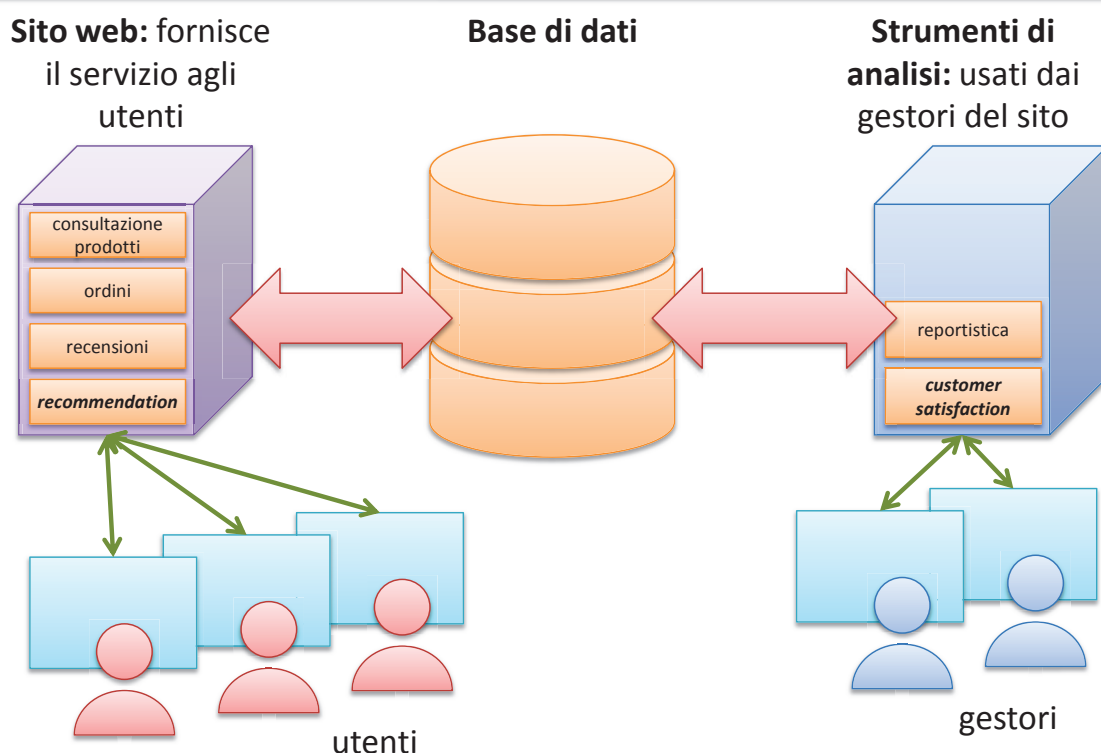 Sito web: fornisce
il servizio agli
utenti
Base di dati
Strumenti di
analisi: usati dai
gestori del sito
consultazione
prodotti
ordini
recensioni
recommendation
reportistica
customer
satisfaction
utenti
gestori